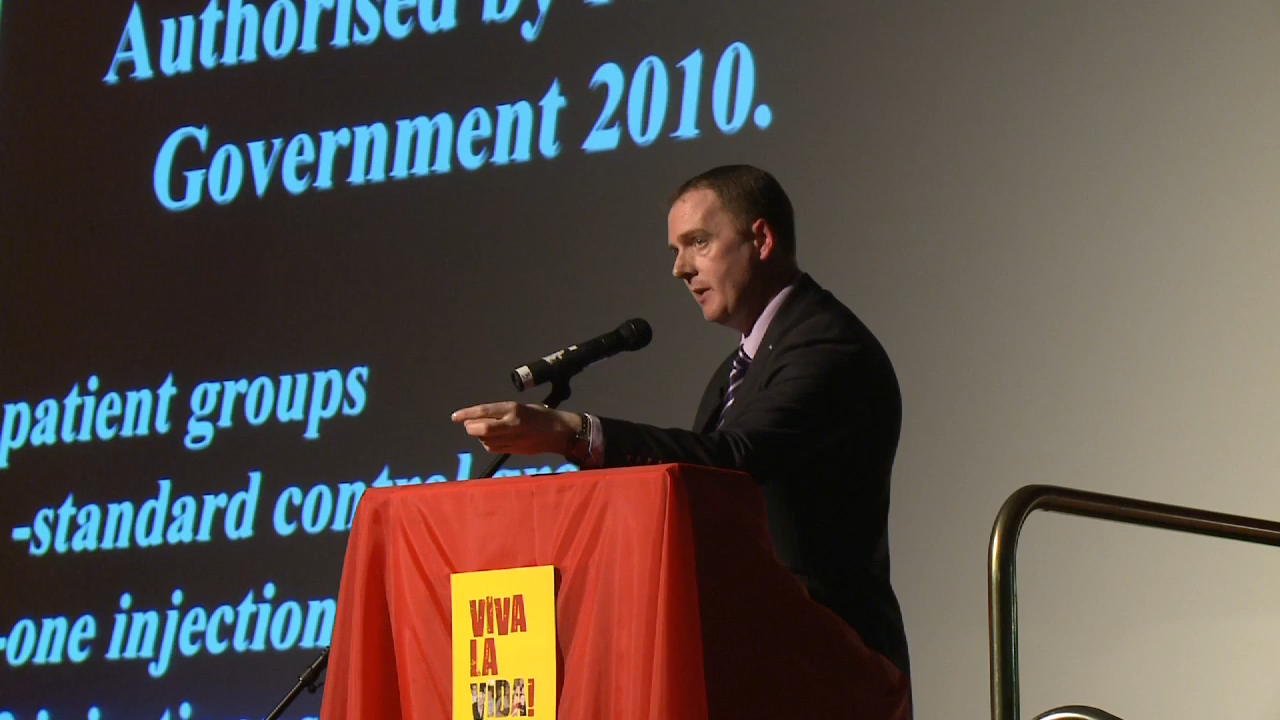 Authorised by
Government 2010.
patient groups
-standard control
-one injection
VIVA
LA
VIDA!